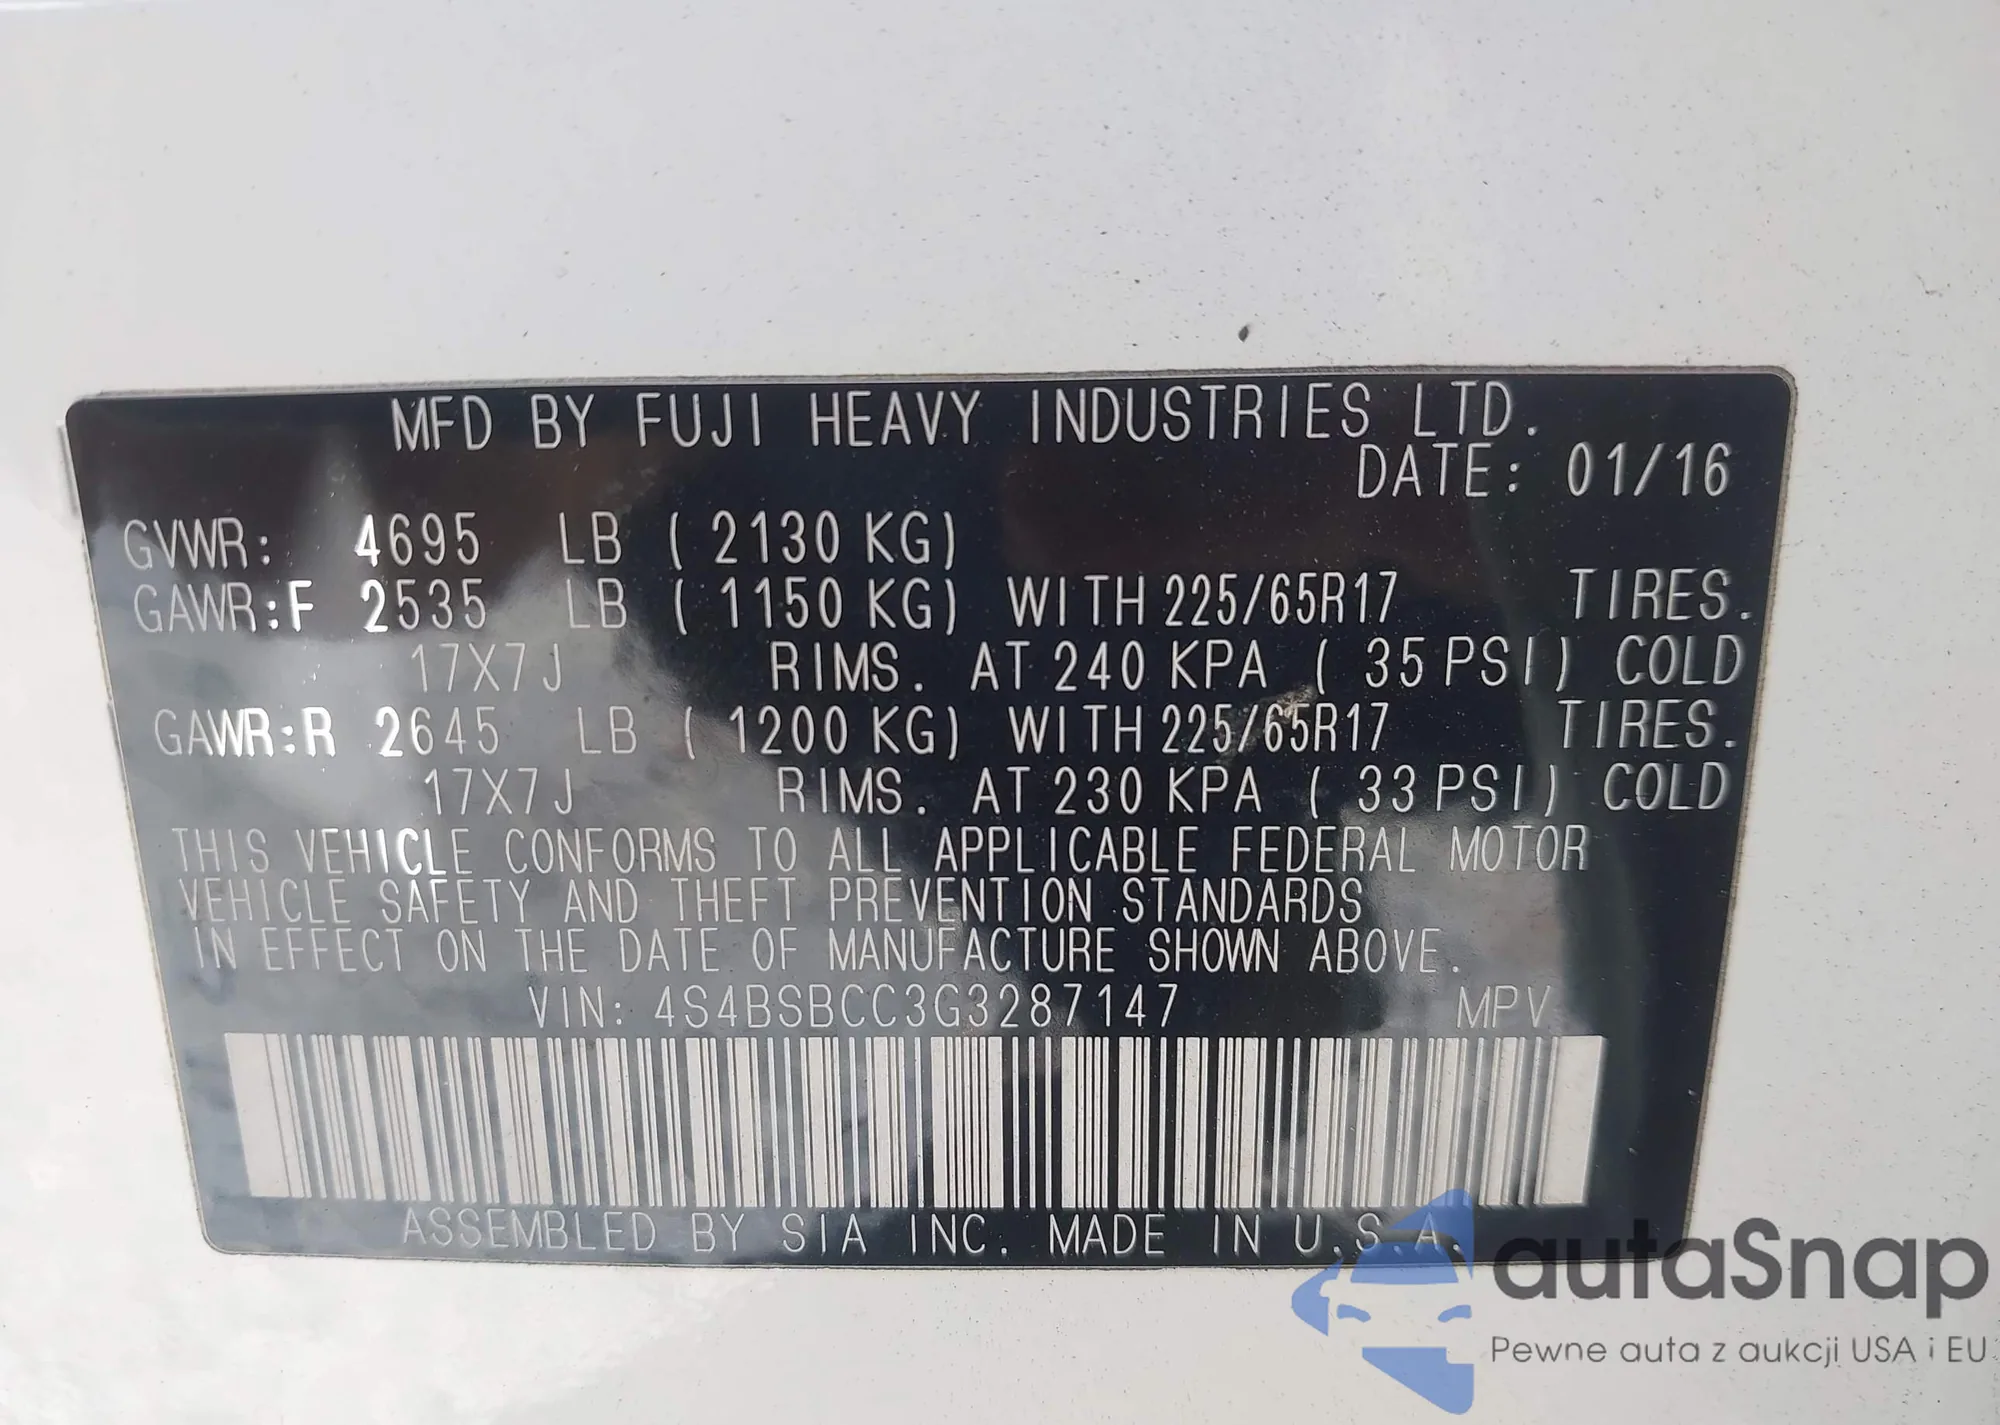 MFD BY FUJI HEAVY INDUSTRIES LTD.
DATE: 01/16
GVWR: 4695 LB ( 2130 KG)
GAWR:F 2535 LB ( 1150 KG) WITH 225/65R17 TIRES.
17X7J RIMS. AT 240 KPA ( 35 PSI) COLD
GAWR:R 2645 LB ( 1200 KG) WITH 225/65R17 TIRES.
17X7J RIMS. AT 230 KPA ( 33 PSI) COLD
THIS VEHICLE CONFORMS TO ALL APPLICABLE FEDERAL MOTOR
VEHICLE SAFETY AND THEFT PREVENTION STANDARDS
IN EFFECT ON THE DATE OF MANUFACTURE SHOWN ABOVE.
VIN: 4S4BSBCC3G3287147 MPV
ASSEMBLED BY SIA INC. MADE IN U.S.A.
autaSnap
Pewne auta z aukcji USA i EU